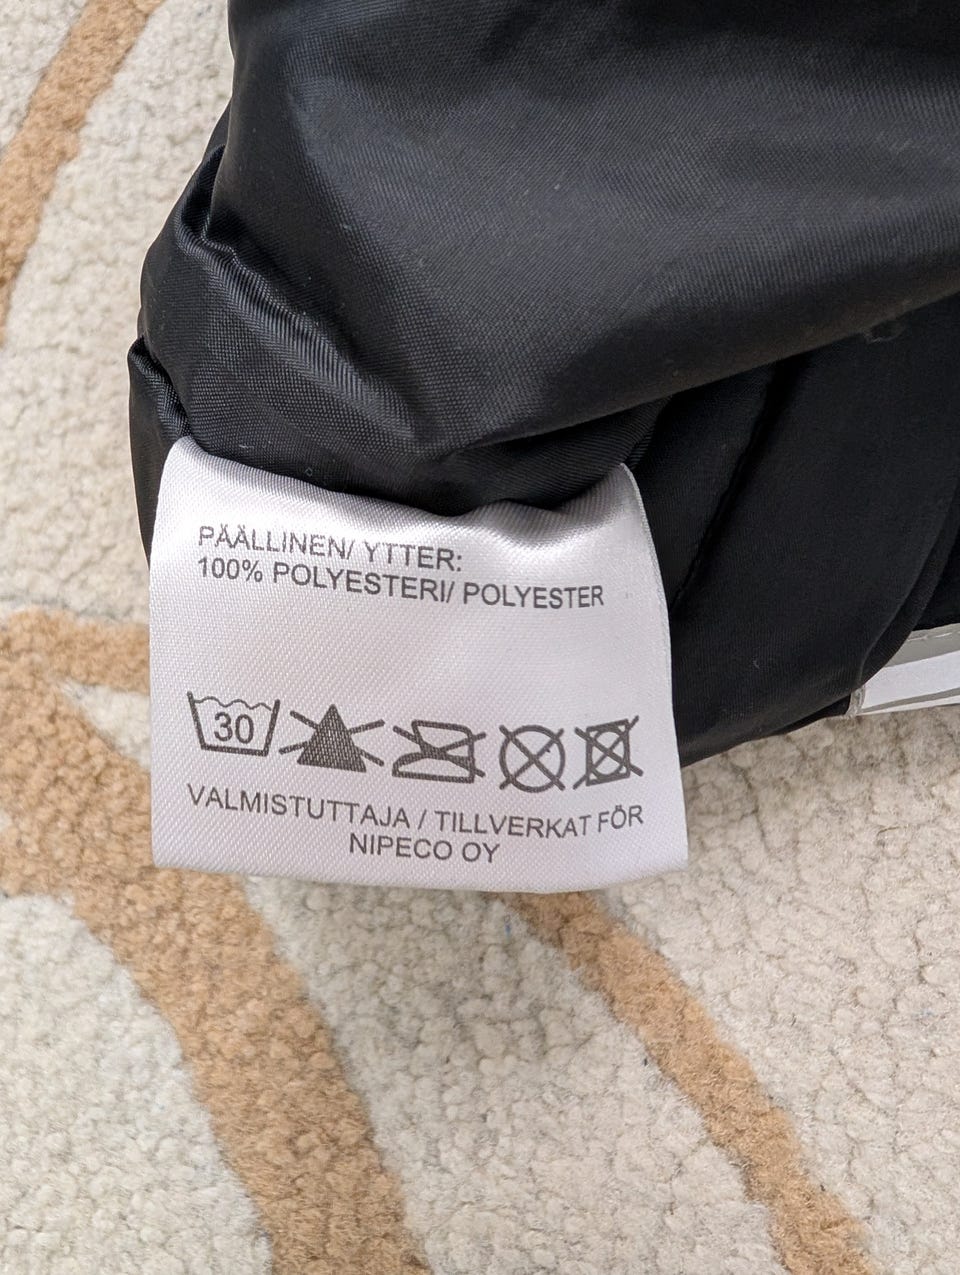 PÄÄLLINEN/ YTTER:
100% POLYESTERI/ POLYESTER
30
VALMISTUTTAJA / TILLVERKAT FÖR
NIPECO OY